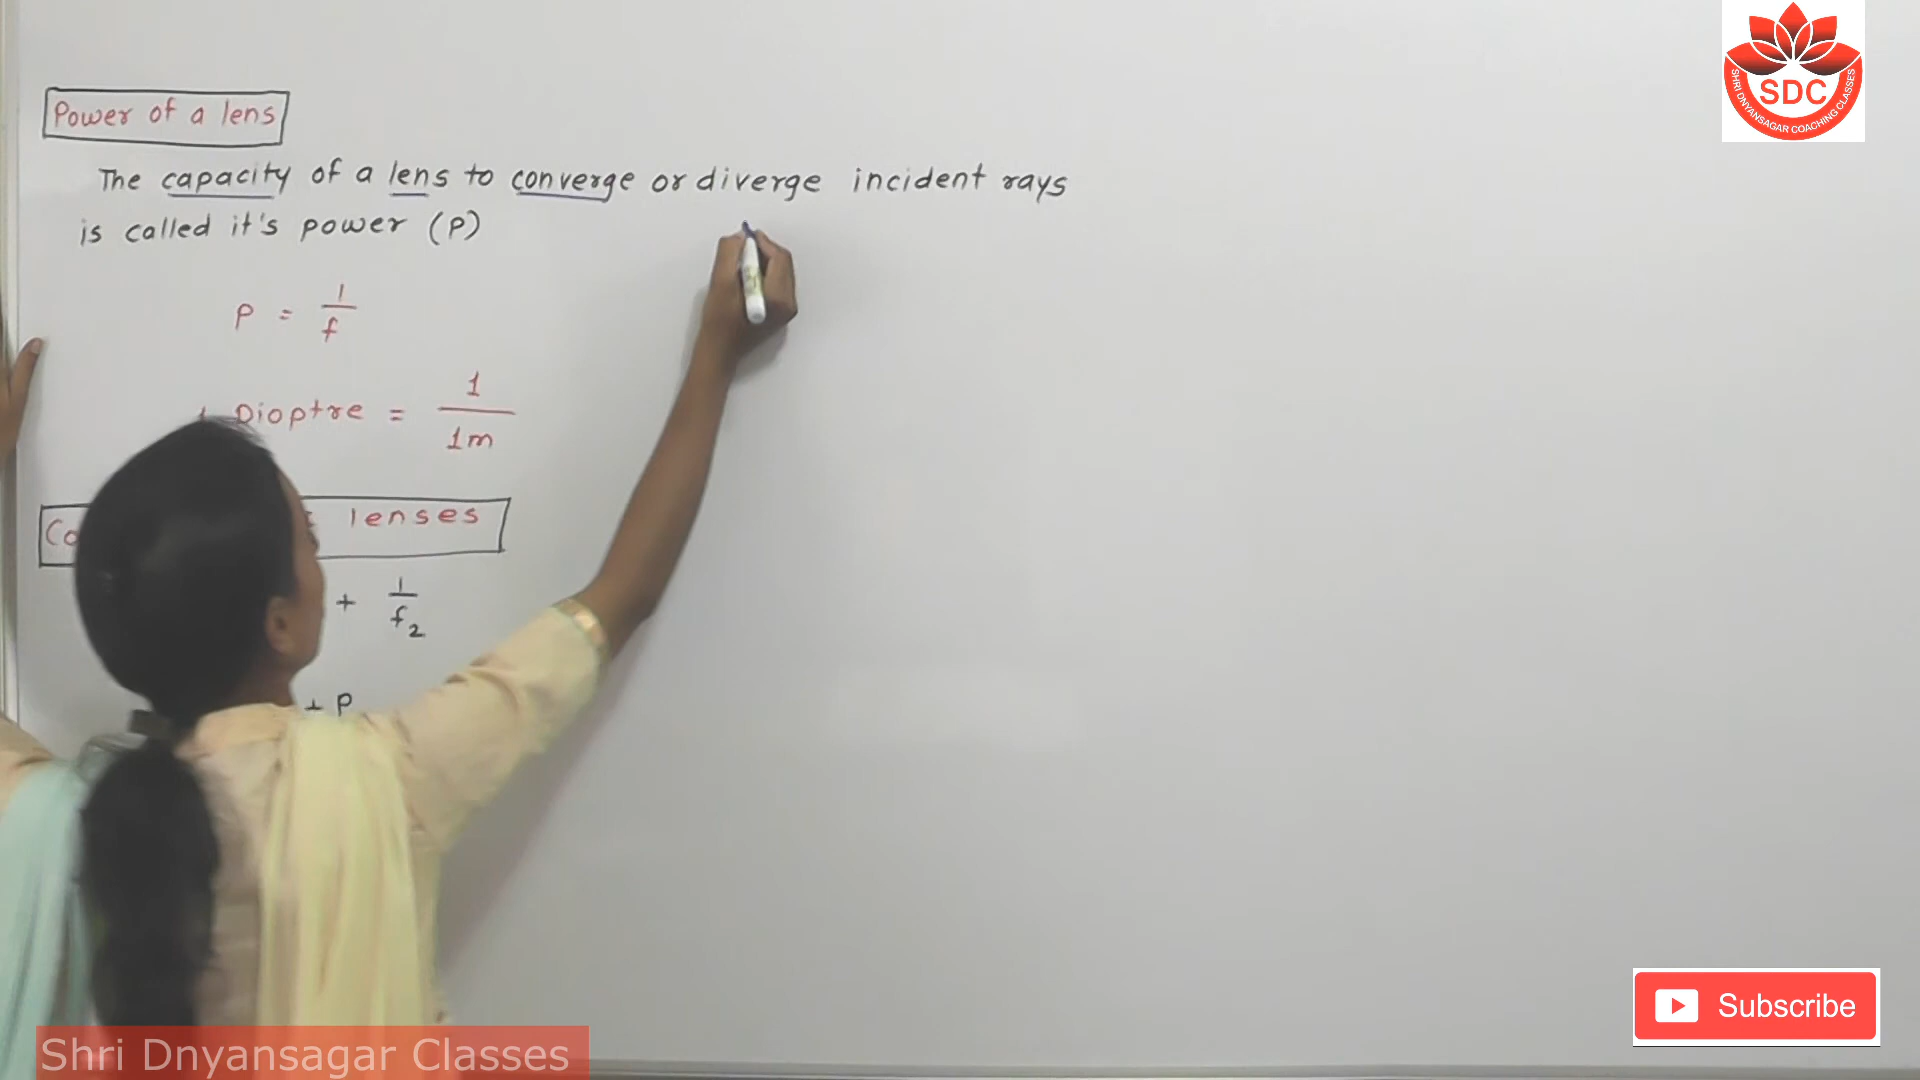 Power of a lens
The capacity of a lens to converge or diverge incident rays
is called it's power (P)
P = 1/f
Dioptre = 1/1m
lenses
+ 1/f2
+ P
SDC
SHRI DNYANSAGAR COACHING CLASSES
Subscribe
Shri Dnyansagar Classes